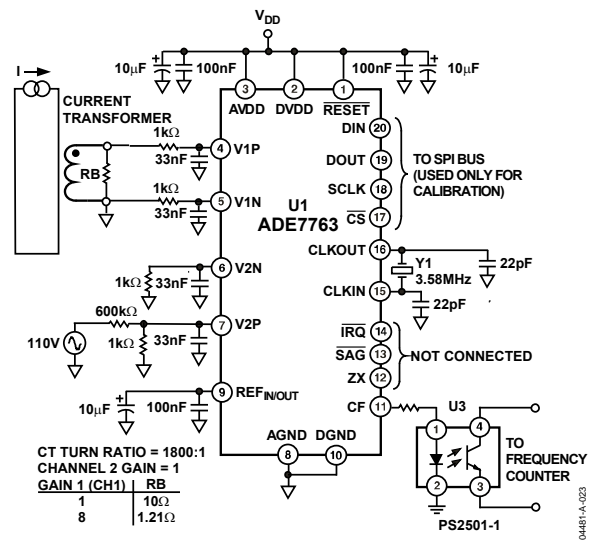 VDD
10µF
100nF
100nF
10µF
I
3
2
1
AVDD
DVDD
RESET
CURRENT
TRANSFORMER
1kΩ
4
V1P
33nF
RB
1kΩ
5
V1N
33nF
U1
ADE7763
DIN
20
DOUT
19
SCLK
18
CS
17
TO SPI BUS
(USED ONLY FOR
CALIBRATION)
CLKOUT
16
22pF
Y1
3.58MHz
CLKIN
15
22pF
6
V2N
1kΩ
33nF
600kΩ
7
V2P
110V
1kΩ
33nF
IRQ
14
SAG
13
ZX
12
NOT CONNECTED
9
REFIN/OUT
10µF
100nF
CF
11
U3
1
4
2
3
TO
FREQUENCY
COUNTER
PS2501-1
AGND
DGND
8
10
CT TURN RATIO = 1800:1
CHANNEL 2 GAIN = 1
GAIN 1 (CH1) RB
1 10Ω
8 1.21Ω
04481-A-023